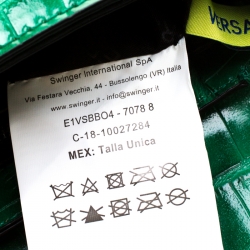 VERSA
Swinger International SpA
Via Festara Vecchia, 44 - Bussolengo (VR) Italia
www.swinger.it
info@swinger.it
E1VSBBO4 - 7078 8
C-18-10027284
MEX: Talla Unica